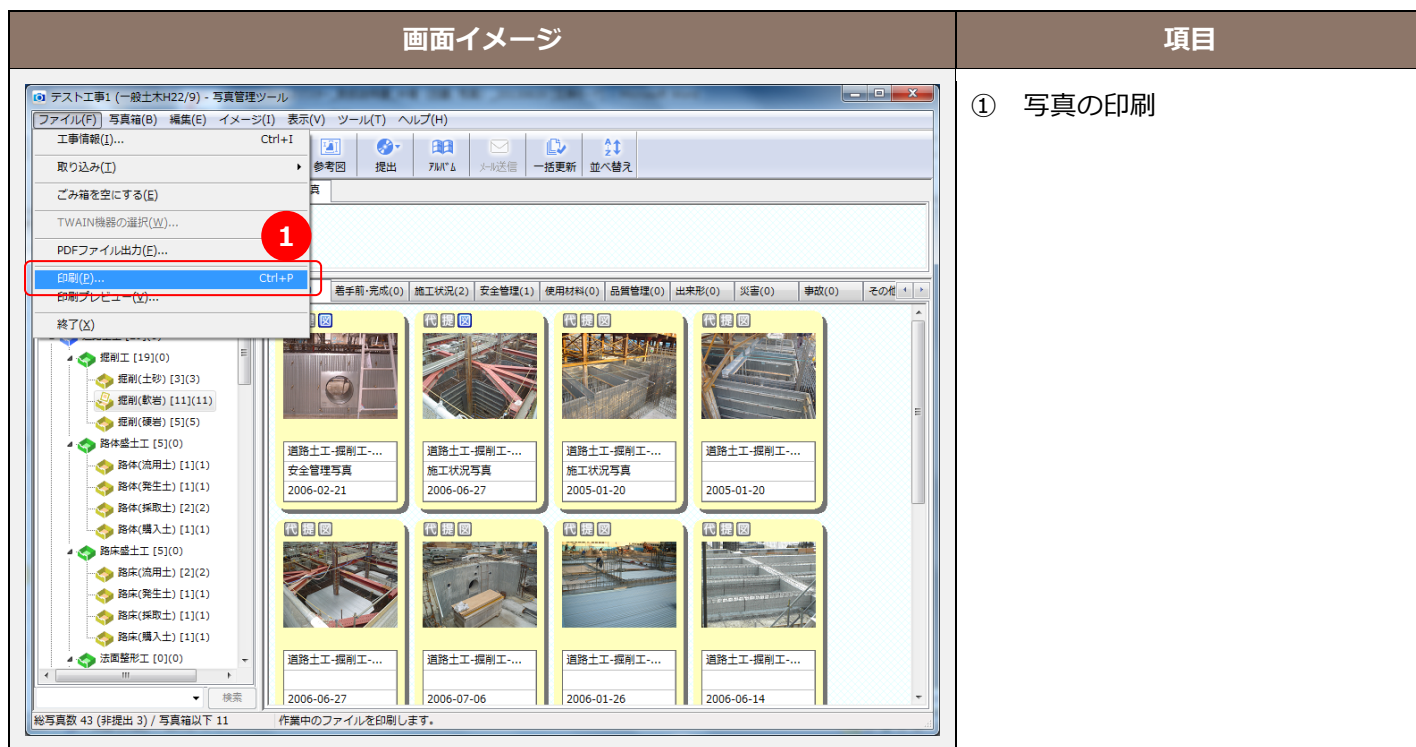 画面イメージ
項目
① 写真の印刷
テスト工事1 (一般土木H22/9) - 写真管理ツール
ファイル(F) 写真箱(B) 編集(E) イメージ(I) 表示(V) ツール(T) ヘルプ(H)
工事情報(I)... Ctrl+I
取り込み(I)
ごみ箱を空にする(E)
TWAIN機器の選択(W)...
PDFファイル出力(F)...
1
印刷(P)... Ctrl+P
印刷プレビュー(V)...
終了(X)
参考図 提出 ｱﾙﾊﾞﾑ ﾒｰﾙ送信 一括更新 並べ替え
真
着手前･完成(0) 施工状況(2) 安全管理(1) 使用材料(0) 品質管理(0) 出来形(0) 災害(0) 事故(0) その他
掘削工 [19](0)
掘削(土砂) [3](3)
掘削(軟岩) [11](11)
掘削(硬岩) [5](5)
路体盛土工 [5](0)
路体(流用土) [1](1)
路体(発生土) [1](1)
路体(採取土) [2](2)
路体(購入土) [1](1)
路床盛土工 [5](0)
路床(流用土) [2](2)
路床(発生土) [1](1)
路床(採取土) [1](1)
路床(購入土) [1](1)
法面整形工 [0](0)
検索
図
代 提 図
代 提 図
代 提 図
道路土工-掘削工-...
安全管理写真
2006-02-21
道路土工-掘削工-...
施工状況写真
2006-06-27
道路土工-掘削工-...
施工状況写真
2005-01-20
道路土工-掘削工-...
2005-01-20
代 提 図
代 提 図
代 提 図
代 提 図
道路土工-掘削工-...
2006-06-27
道路土工-掘削工-...
2006-07-06
道路土工-掘削工-...
2006-01-26
道路土工-掘削工-...
2006-06-14
総写真数 43 (非提出 3) / 写真箱以下 11
作業中のファイルを印刷します。